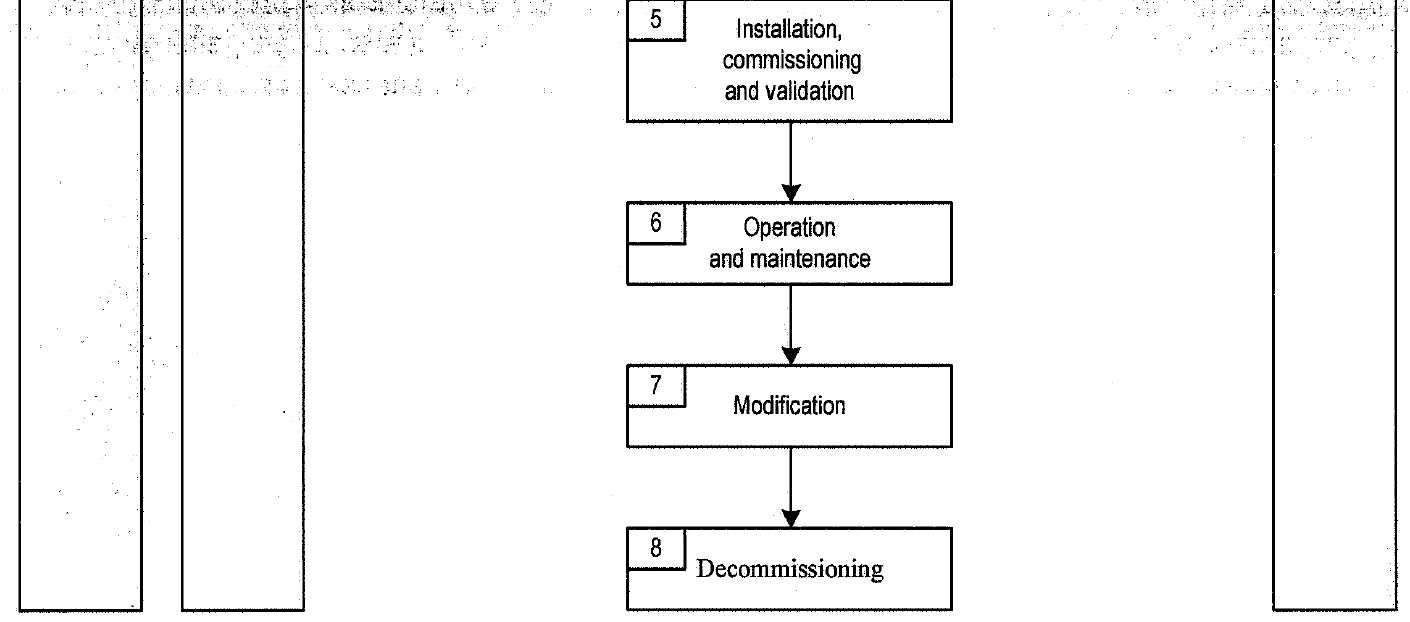 5
Installation,
commissioning
and validation
6
Operation
and maintenance
7
Modification
8
Decommissioning